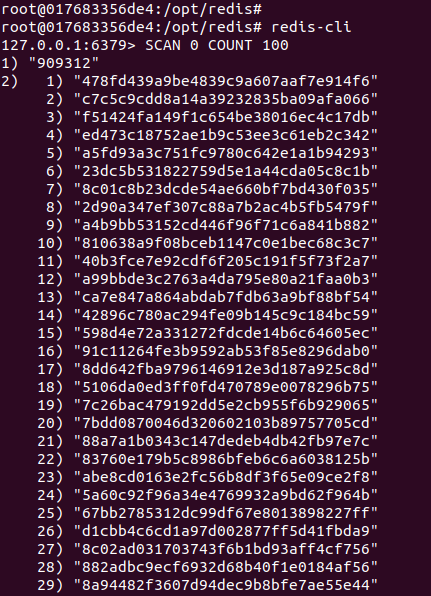 root@017683356de4:/opt/redis#
root@017683356de4:/opt/redis# redis-cli
127.0.0.1:6379> SCAN 0 COUNT 100
1) "909312"
2)   1) "478fd439a9be4839c9a607aaf7e914f6"
     2) "c7c5c9cdd8a14a39232835ba09afa066"
     3) "f51424fa149f1c654be38016ec4c17db"
     4) "ed473c18752ae1b9c53ee3c61eb2c342"
     5) "a5fd93a3c751fc9780c642e1a1b94293"
     6) "23dc5b531822759d5e1a44cda05c8c1b"
     7) "8c01c8b23dcde54ae660bf7bd430f035"
     8) "2d90a347ef307c88a7b2ac4b5fb5479f"
     9) "a4b9bb53152cd446f96f71c6a841b882"
    10) "810638a9f08bceb1147c0e1bec68c3c7"
    11) "40b3fce7e92cdf6f205c191f5f73f2a7"
    12) "a99bbde3c2763a4da795e80a21faa0b3"
    13) "ca7e847a864abdab7fdb63a9bf88bf54"
    14) "42896c780ac294fe09b145c9c184bc59"
    15) "598d4e72a331272fdcde14b6c64605ec"
    16) "91c11264fe3b9592ab53f85e8296dab0"
    17) "8dd642fba9796146912e3d187a925c8d"
    18) "5106da0ed3ff0fd470789e0078296b75"
    19) "7c26bac479192dd5e2cb955f6b929065"
    20) "7bdd0870046d320602103b89757705cd"
    21) "88a7a1b0343c147dedeb4db42fb97e7c"
    22) "83760e179b5c8986bfeb6c6a6038125b"
    23) "abe8cd0163e2fc56b8df3f65e09ce2f8"
    24) "5a60c92f96a34e4769932a9bd62f964b"
    25) "67bb2785312dc99df67e8013898227ff"
    26) "d1cbb4c6cd1a97d002877ff5d41fbda9"
    27) "8c02ad031703743f6b1bd93aff4cf756"
    28) "882adbc9ecf6932d68b40f1e0184af56"
    29) "8a94482f3607d94dec9b8bfe7ae55e44"